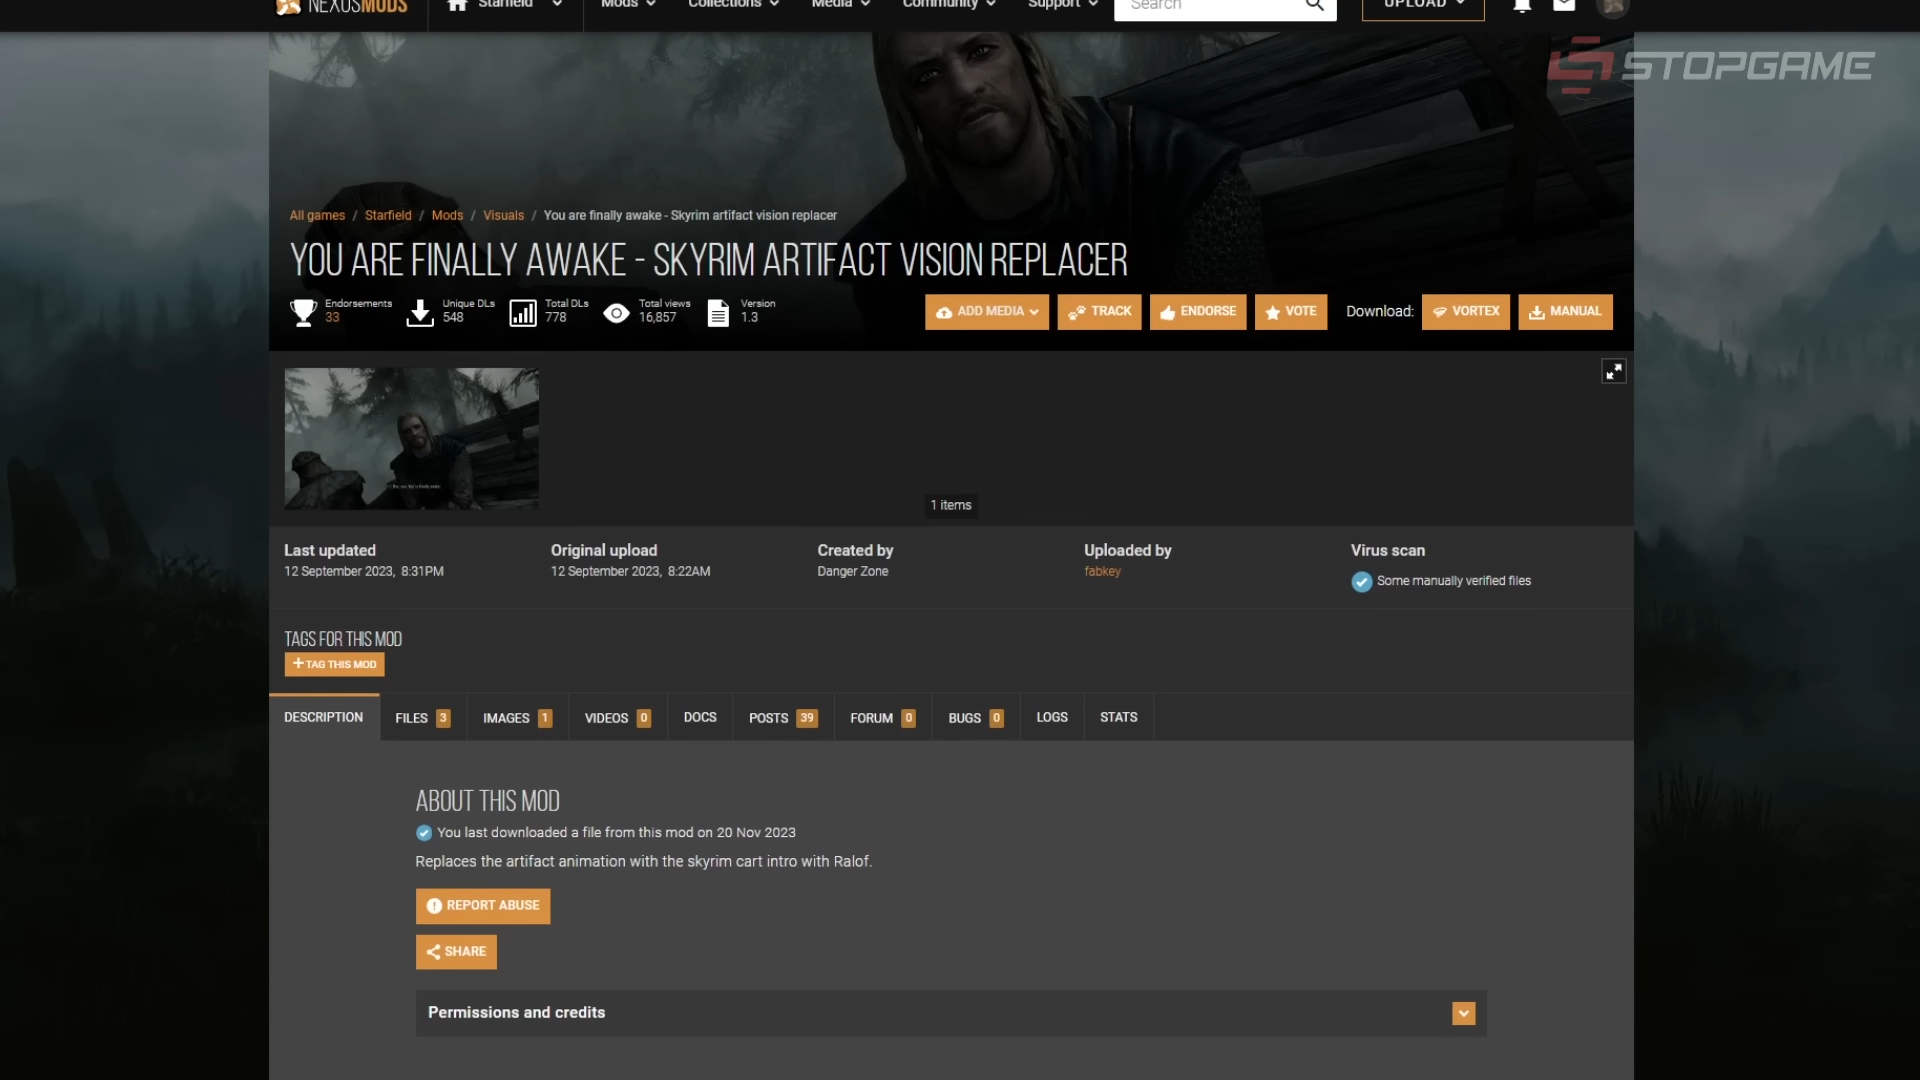 NEXUSMODS Starfield Mods Collections Media Community Support Search UPLOAD
STOPGAME
All games / Starfield / Mods / Visuals / You are finally awake - Skyrim artifact vision replacer
YOU ARE FINALLY AWAKE - SKYRIM ARTIFACT VISION REPLACER
Endorsements Unique DLs Total DLs Total views Version
33 548 778 16,857 1.3
ADD MEDIA TRACK ENDORSE VOTE Download: VORTEX MANUAL
1 items
Last updated Original upload Created by Uploaded by Virus scan
12 September 2023, 8:31PM 12 September 2023, 8:22AM Danger Zone fabkey Some manually verified files
TAGS FOR THIS MOD
TAG THIS MOD
DESCRIPTION FILES 3 IMAGES 1 VIDEOS 0 DOCS POSTS 39 FORUM 0 BUGS 0 LOGS STATS
ABOUT THIS MOD
You last downloaded a file from this mod on 20 Nov 2023
Replaces the artifact animation with the skyrim cart intro with Ralof.
REPORT ABUSE
SHARE
Permissions and credits